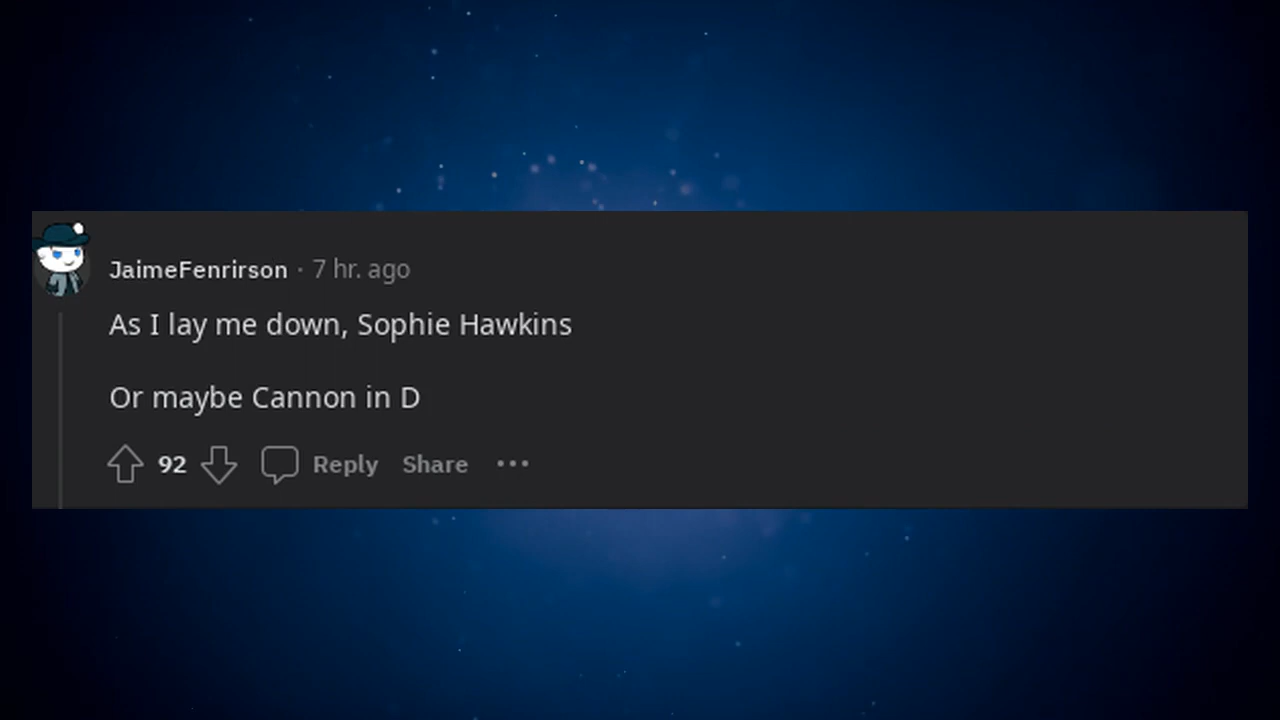 JaimeFenrirson · 7 hr. ago
As I lay me down, Sophie Hawkins
Or maybe Cannon in D
92 Reply Share ···